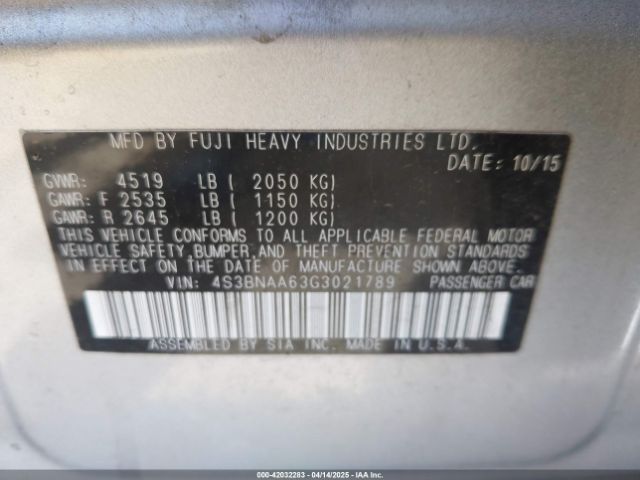 MFD BY FUJI HEAVY INDUSTRIES LTD.
DATE: 10/15
GVWR: 4519 LB ( 2050 KG)
GAWR: F 2535 LB ( 1150 KG)
GAWR: R 2645 LB ( 1200 KG)
THIS VEHICLE CONFORMS TO ALL APPLICABLE FEDERAL MOTOR
VEHICLE SAFETY, BUMPER, AND THEFT PREVENTION STANDARDS
IN EFFECT ON THE DATE OF MANUFACTURE SHOWN ABOVE.
VIN: 4S3BNAA63G3021789 PASSENGER CAR
ASSEMBLED BY SIA INC. MADE IN U.S.A.
000-42032283 | 04/14/2025 | IAA Inc.